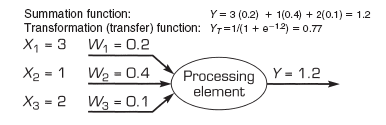 Summation function: Y = 3 (0.2) + 1(0.4) + 2(0.1) = 1.2
Transformation (transfer) function: Y_T=1/(1 + e^-1.2) = 0.77
X₁ = 3 W₁ = 0.2
X₂ = 1 W₂ = 0.4 Processing Y = 1.2
element
X₃ = 2 W₃ = 0.1